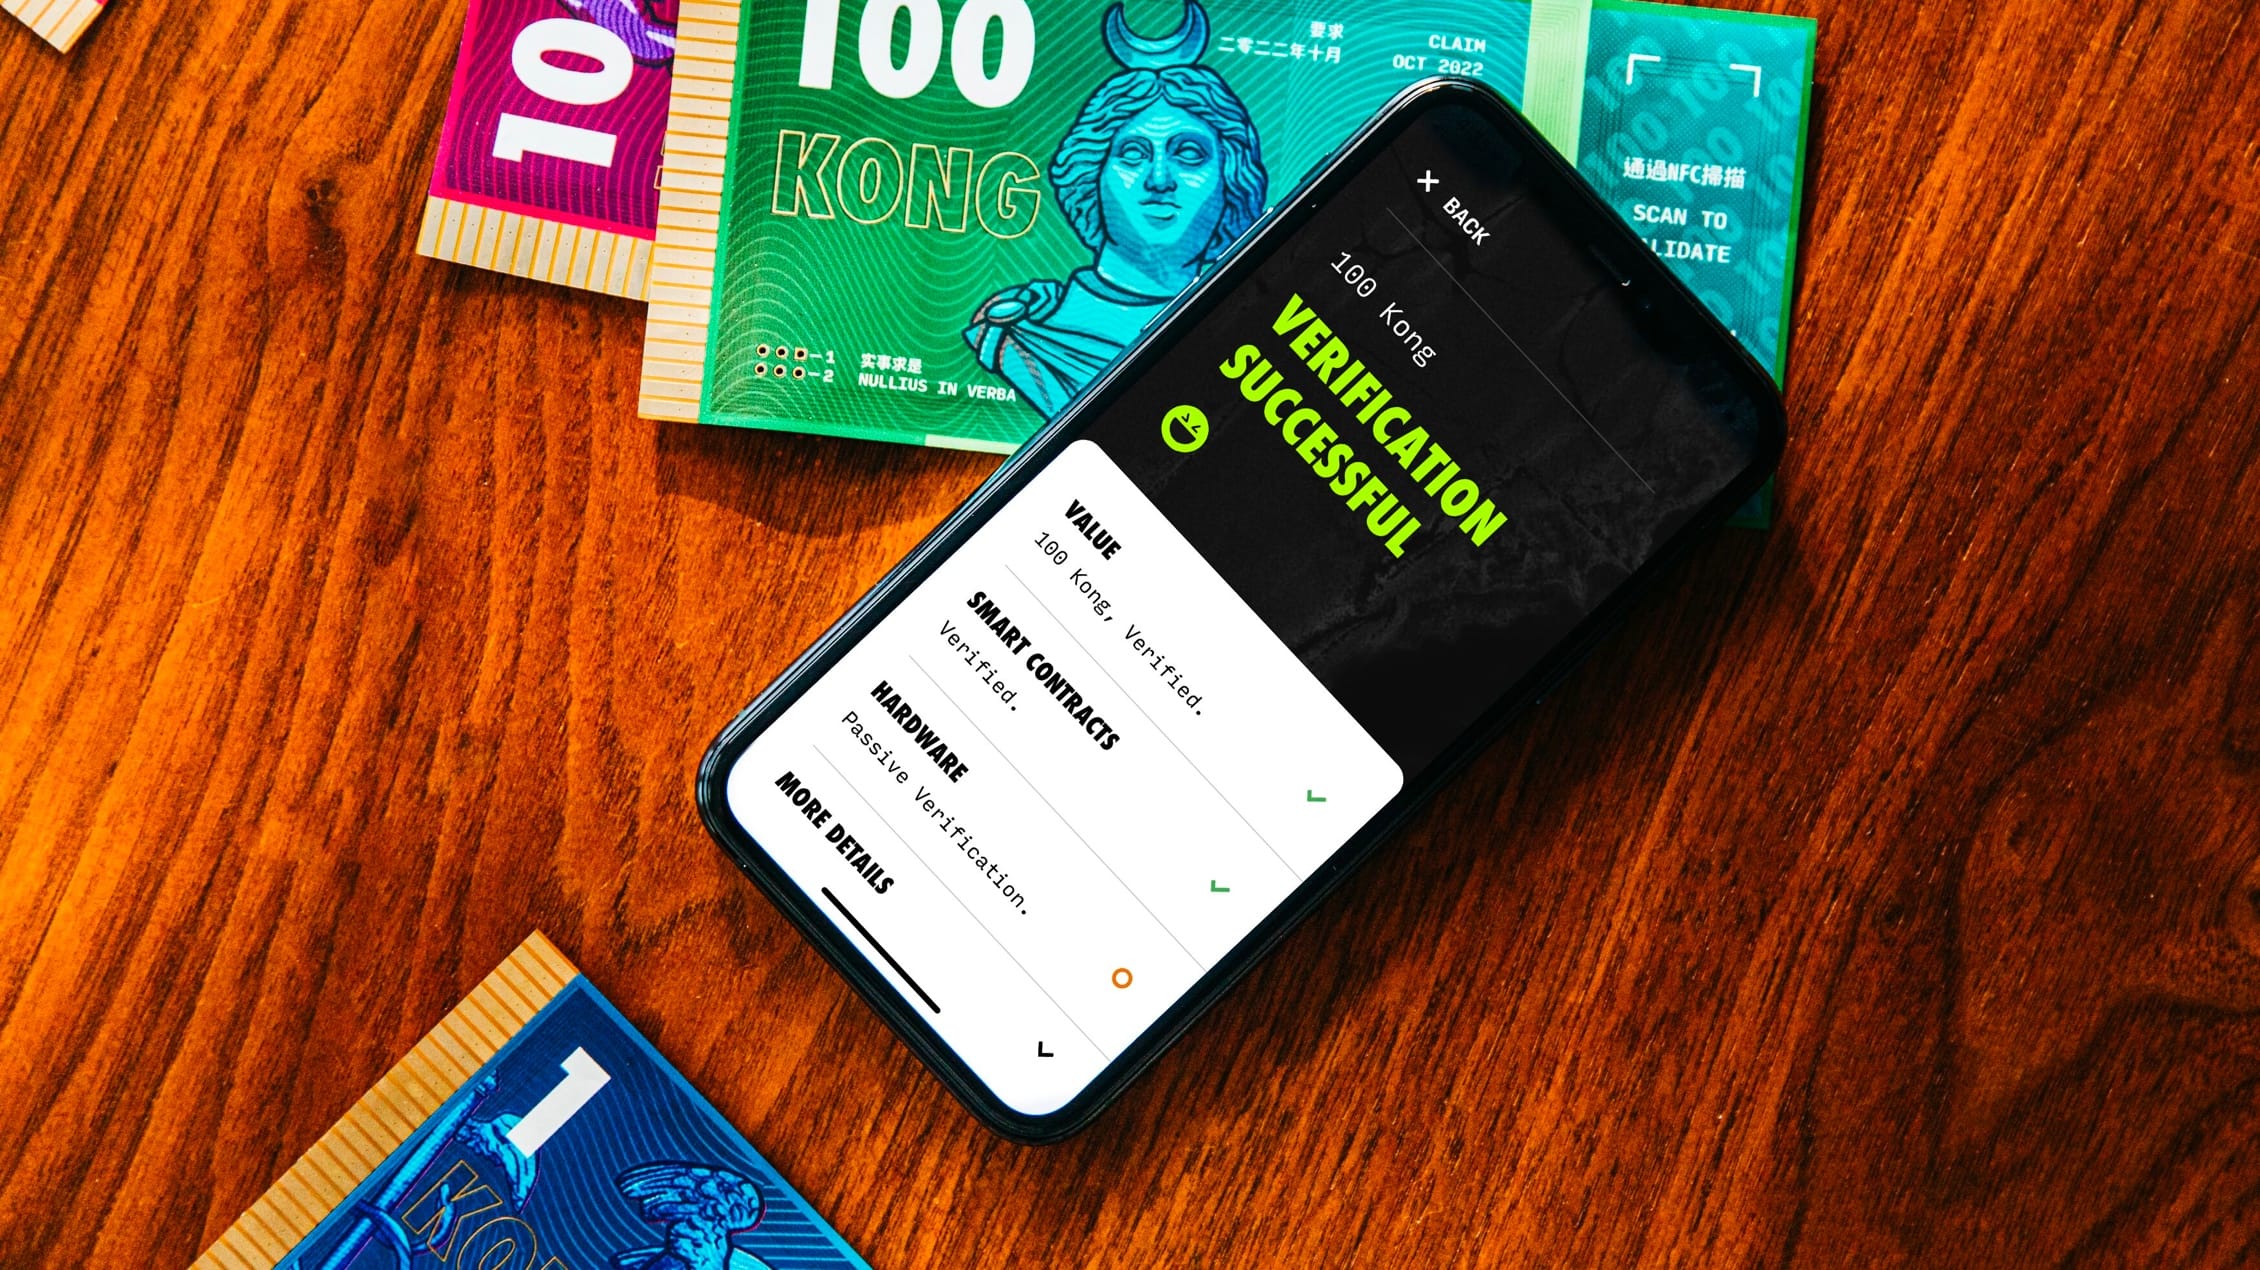 10
100
KONG
要求
二零二二年十月
CLAIM
OCT 2022
通過NFC掃描
SCAN TO
LIDATE
实事求是
NULLIUS IN VERBA
1
2
BACK
100 Kong
VERIFICATION
SUCCESSFUL
VALUE
100 Kong, Verified.
SMART CONTRACTS
Verified.
HARDWARE
Passive Verification.
MORE DETAILS
1
KO